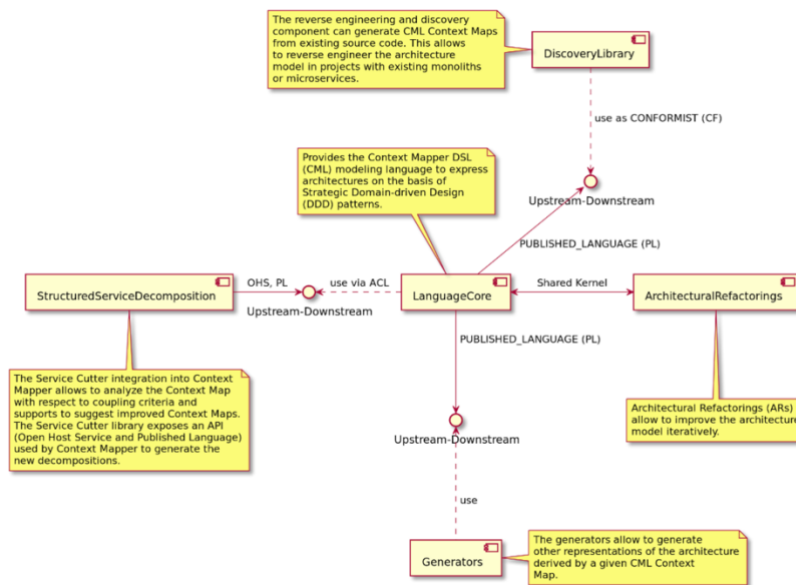 The reverse engineering and discovery
component can generate CML Context Maps
from existing source code. This allows
to reverse engineer the architecture
model in projects with existing monoliths
or microservices.
DiscoveryLibrary
use as CONFORMIST (CF)
Provides the Context Mapper DSL
(CML) modeling language to express
architectures on the basis of
Strategic Domain-driven Design
(DDD) patterns.
Upstream-Downstream
PUBLISHED_LANGUAGE (PL)
StructuredServiceDecomposition
OHS, PL
use via ACL
Upstream-Downstream
LanguageCore
Shared Kernel
ArchitecturalRefactorings
PUBLISHED_LANGUAGE (PL)
The Service Cutter integration into Context
Mapper allows to analyze the Context Map
with respect to coupling criteria and
supports to suggest improved Context Maps.
The Service Cutter library exposes an API
(Open Host Service and Published Language)
used by Context Mapper to generate the
new decompositions.
Architectural Refactorings (ARs)
allow to improve the architecture
model iteratively.
Upstream-Downstream
use
Generators
The generators allow to generate
other representations of the architecture
derived by a given CML Context
Map.